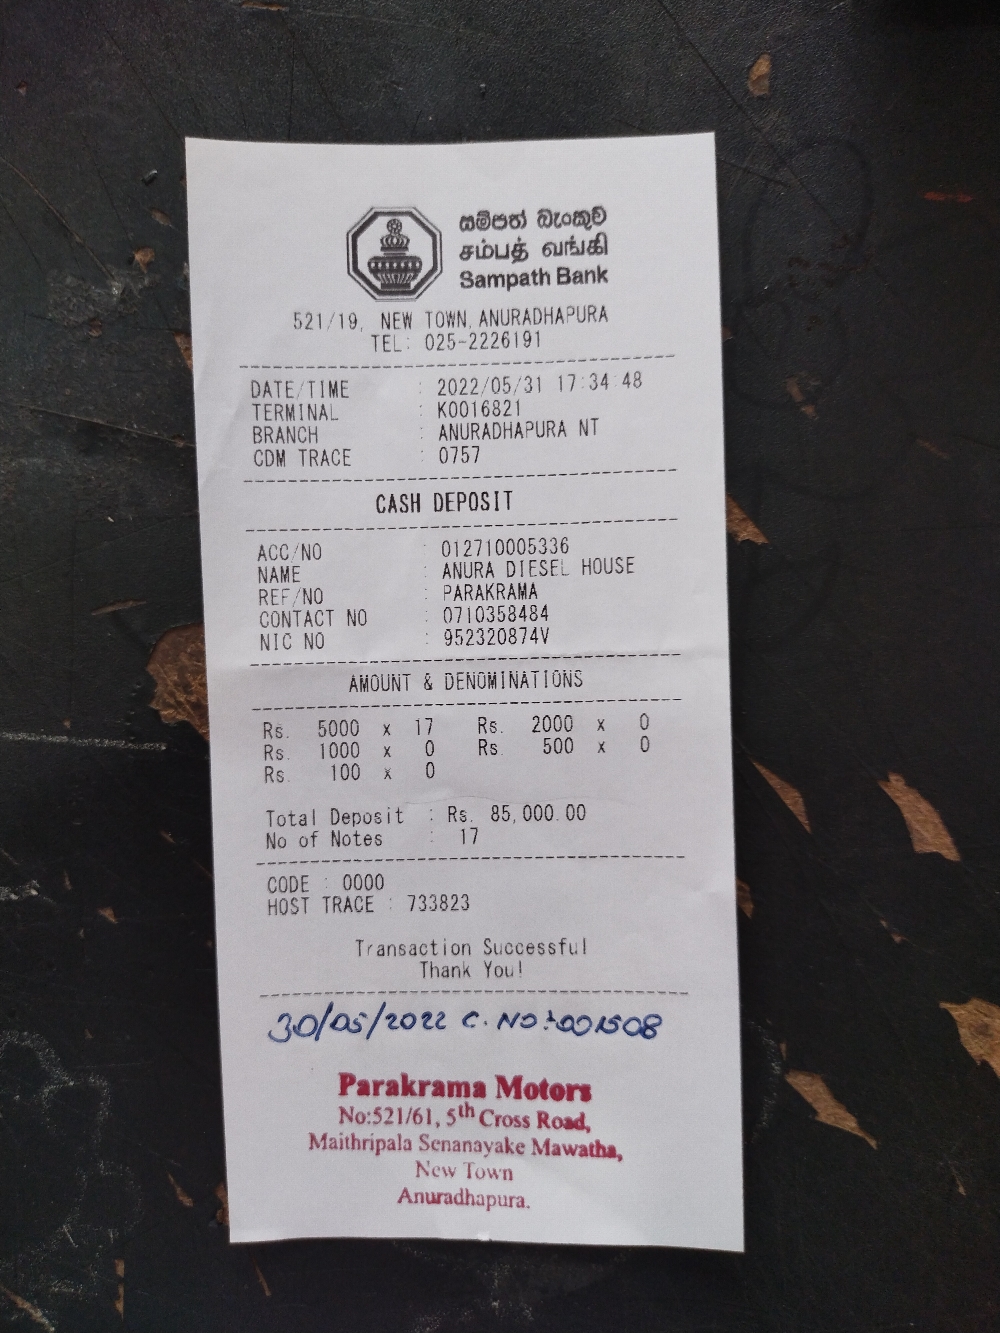 සම්පත් බැංකුව
சம்பத் வங்கி
Sampath Bank
521/19, NEW TOWN, ANURADHAPURA
TEL: 025-2226191
DATE/TIME : 2022/05/31 17:34:48
TERMINAL : K0016821
BRANCH : ANURADHAPURA NT
CDM TRACE : 0757
CASH DEPOSIT
ACC/NO : 012710005336
NAME : ANURA DIESEL HOUSE
REF/NO : PARAKRAMA
CONTACT NO : 0710358484
NIC NO : 952320874V
AMOUNT & DENOMINATIONS
Rs. 5000 x 17 Rs. 2000 x 0
Rs. 1000 x 0 Rs. 500 x 0
Rs. 100 x 0
Total Deposit : Rs. 85,000.00
No of Notes : 17
CODE : 0000
HOST TRACE : 733823
Transaction Successful
Thank You!
30/05/2022 C. NO:-001508
Parakrama Motors
No:521/61, 5th Cross Road,
Maithripala Senanayake Mawatha,
New Town
Anuradhapura.